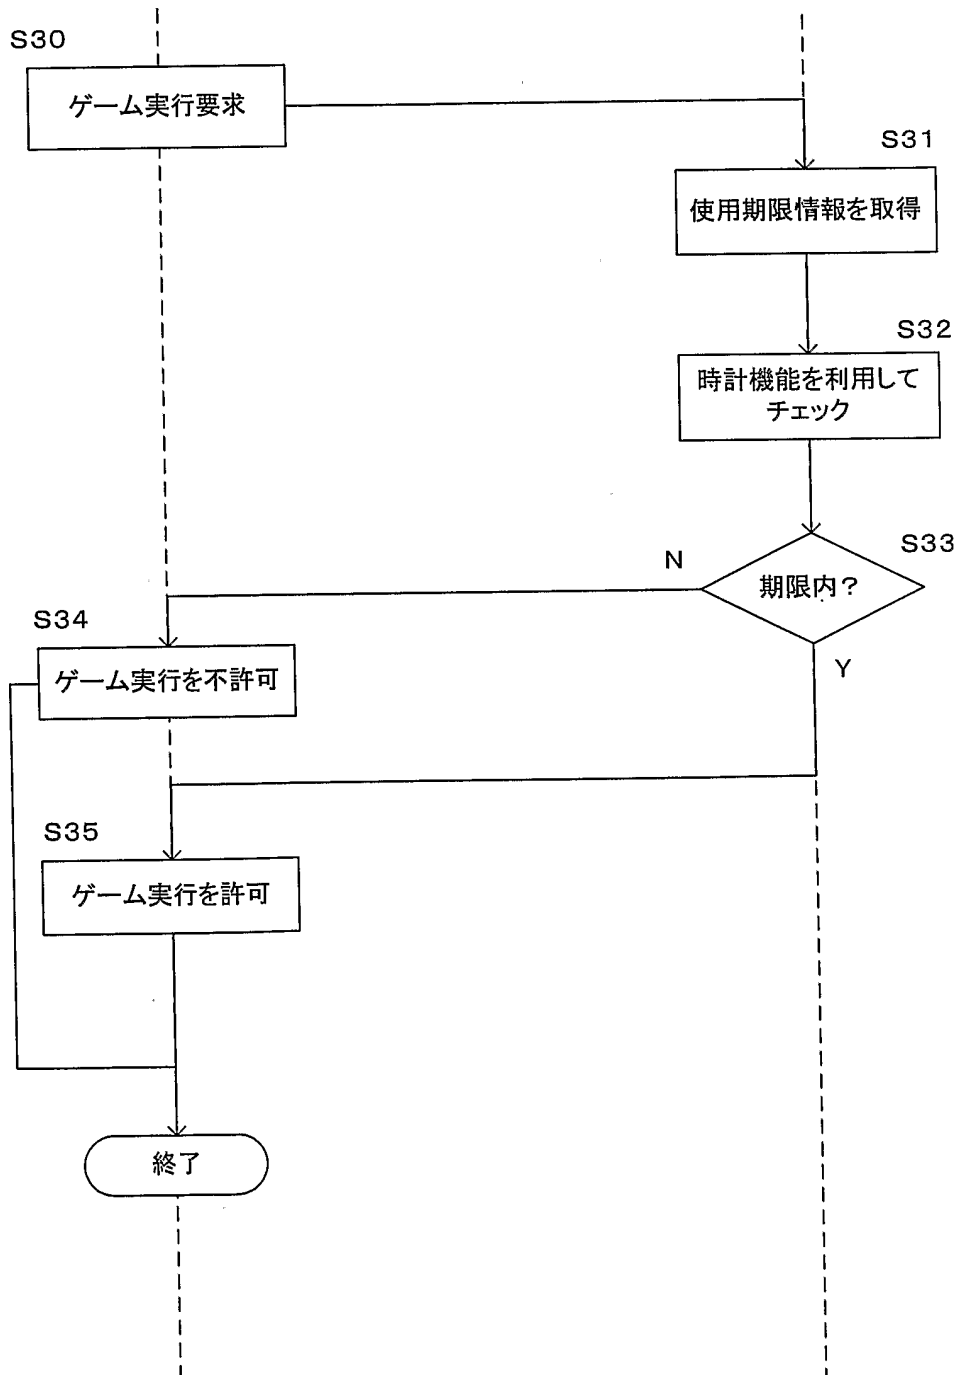 S30
ゲーム実行要求
S31
使用期限情報を取得
S32
時計機能を利用して
チェック
S33
期限内?
N
Y
S34
ゲーム実行を不許可
S35
ゲーム実行を許可
終了